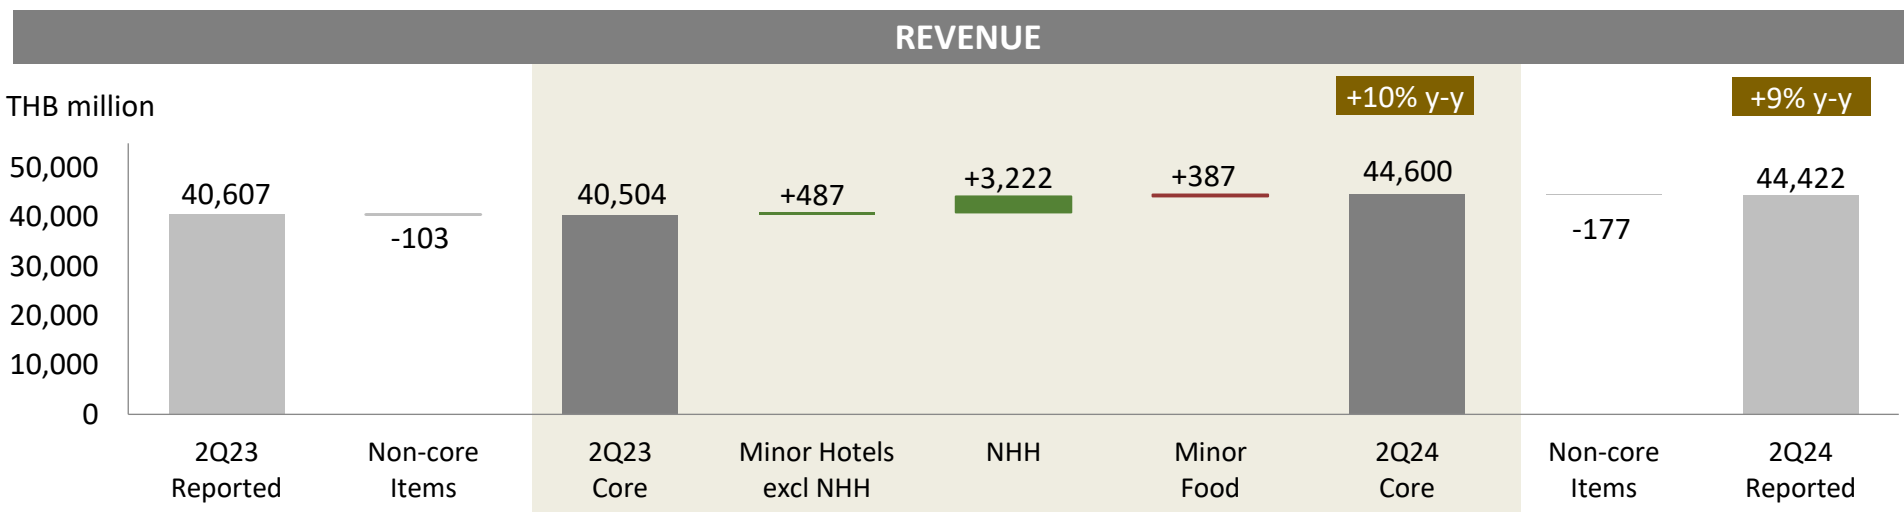 REVENUE
THB million
+10% y-y
+9% y-y
50,000
40,000
30,000
20,000
10,000
0
40,607
-103
40,504
+487
+3,222
+387
44,600
-177
44,422
2Q23
Reported
Non-core
Items
2Q23
Core
Minor Hotels
excl NHH
NHH
Minor
Food
2Q24
Core
Non-core
Items
2Q24
Reported